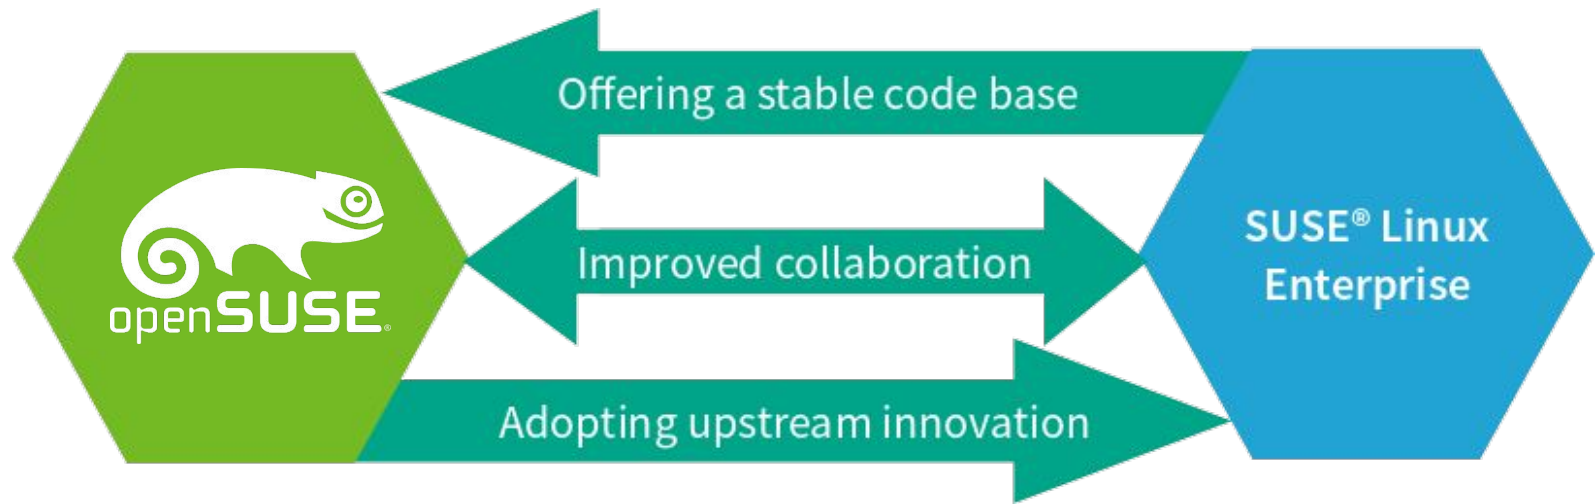 Offering a stable code base
Improved collaboration
openSUSE®
SUSE® Linux
Enterprise
Adopting upstream innovation